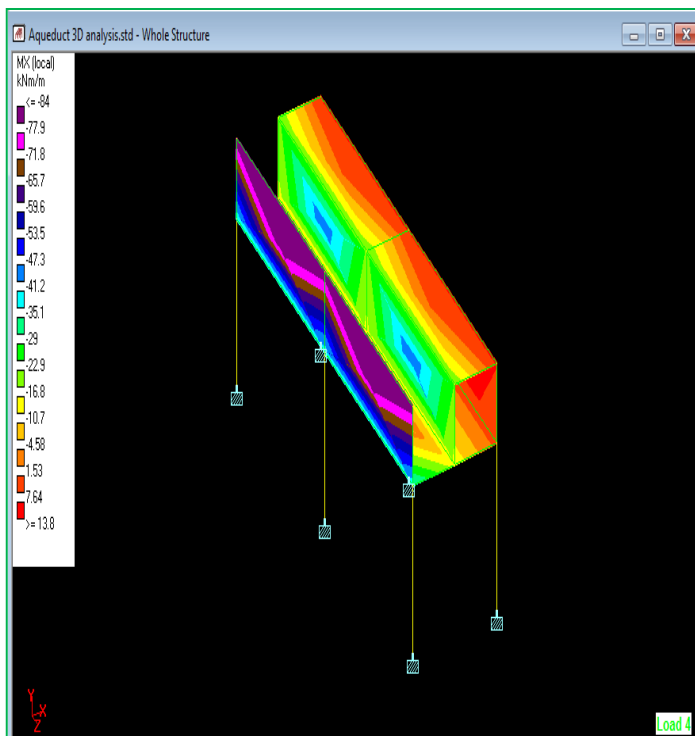 Aqueduct 3D analysis.std - Whole Structure
MX (local)
kNm/m
<= -84
-77.9
-71.8
-65.7
-59.6
-53.5
-47.3
-41.2
-35.1
-29
-22.9
-16.8
-10.7
-4.58
1.53
7.64
>= 13.8
Y
X
Z
Load 4